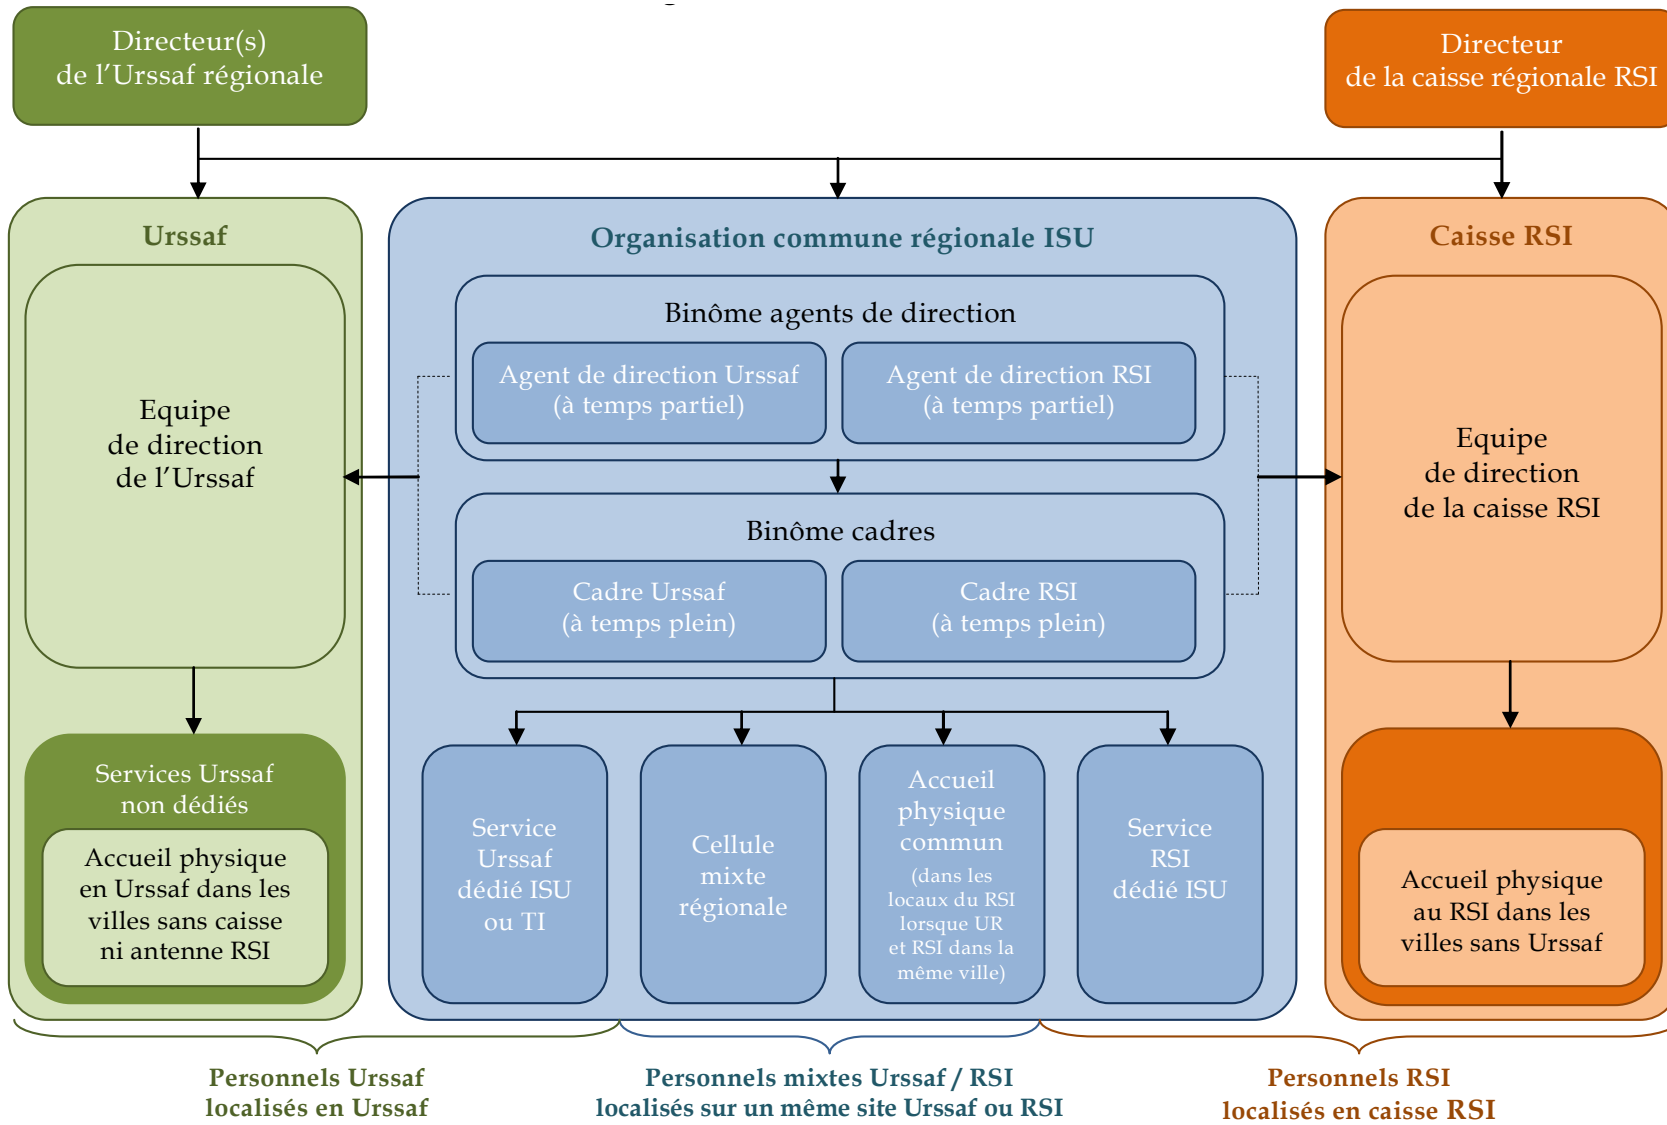 Directeur(s)
de l’Urssaf régionale
Directeur
de la caisse régionale RSI
Urssaf
Organisation commune régionale ISU
Caisse RSI
Equipe
de direction
de l’Urssaf
Binôme agents de direction
Agent de direction Urssaf
(à temps partiel)
Agent de direction RSI
(à temps partiel)
Binôme cadres
Cadre Urssaf
(à temps plein)
Cadre RSI
(à temps plein)
Equipe
de direction
de la caisse RSI
Services Urssaf
non dédiés
Accueil physique
en Urssaf dans les
villes sans caisse
ni antenne RSI
Service
Urssaf
dédié ISU
ou TI
Cellule
mixte
régionale
Accueil
physique
commun
(dans les
locaux du RSI
lorsque UR
et RSI dans la
même ville)
Service
RSI
dédié ISU
Accueil physique
au RSI dans les
villes sans Urssaf
Personnels Urssaf
localisés en Urssaf
Personnels mixtes Urssaf / RSI
localisés sur un même site Urssaf ou RSI
Personnels RSI
localisés en caisse RSI